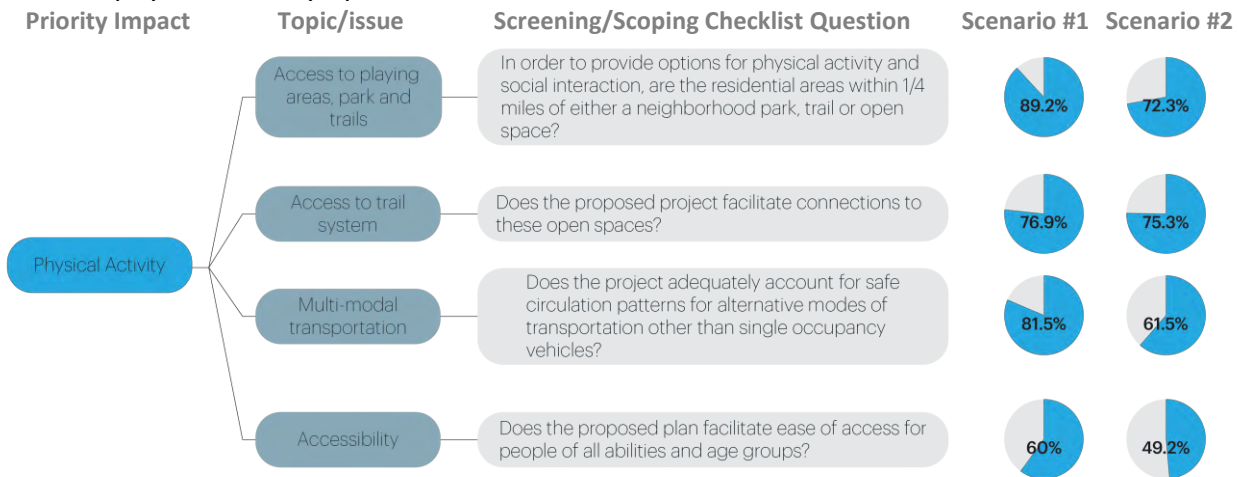 Priority Impact
Topic/issue
Screening/Scoping Checklist Question
Scenario #1
Scenario #2
Physical Activity
Access to playing
areas, park and
trails
In order to provide options for physical activity and
social interaction, are the residential areas within 1/4
miles of either a neighborhood park, trail or open
space?
89.2%
72.3%
Access to trail
system
Does the proposed project facilitate connections to
these open spaces?
76.9%
75.3%
Multi-modal
transportation
Does the project adequately account for safe
circulation patterns for alternative modes of
transportation other than single occupancy
vehicles?
81.5%
61.5%
Accessibility
Does the proposed plan facilitate ease of access for
people of all abilities and age groups?
60%
49.2%